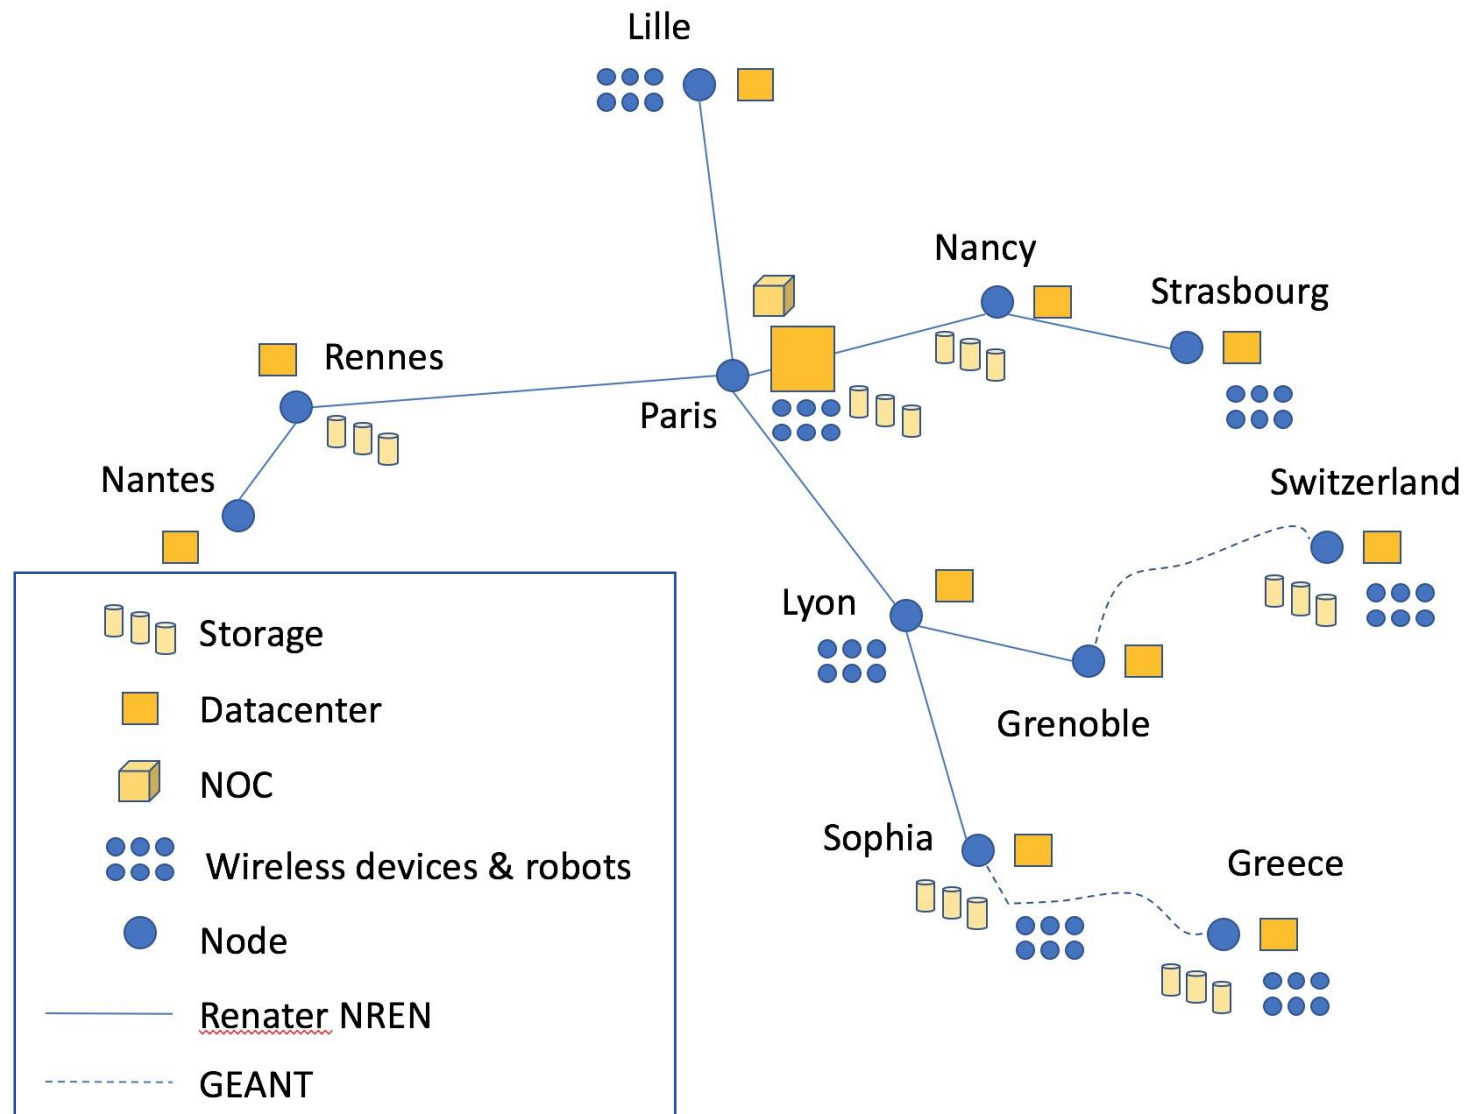 Lille
Nancy
Strasbourg
Rennes
Paris
Nantes
Switzerland
Lyon
Grenoble
Sophia
Greece
Storage
Datacenter
NOC
Wireless devices & robots
Node
Renater NREN
GEANT